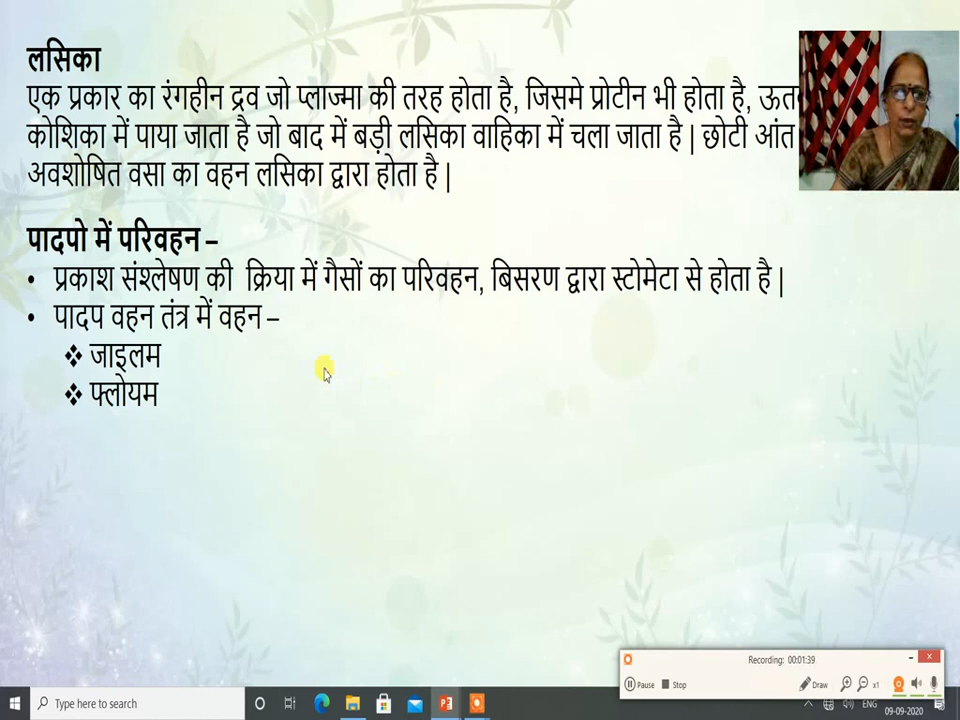 लसिका
एक प्रकार का रंगहीन द्रव जो प्लाज्मा की तरह होता है, जिसमे प्रोटीन भी होता है,
कोशिका में पाया जाता है जो बाद में बड़ी लसिका वाहिका में चला जाता है | छोटी आंत
अवशोषित वसा का वहन लसिका द्वारा होता है |
पादपो में परिवहन –
• प्रकाश संश्लेषण की क्रिया में गैसों का परिवहन, बिसरण द्वारा स्टोमेटा से होता है |
• पादप वहन तंत्र में वहन –
❖ जाइलम
❖ फ्लोयम
Recording: 00:01:39
Pause Stop Draw x1
Type here to search
ENG
09-09-2020